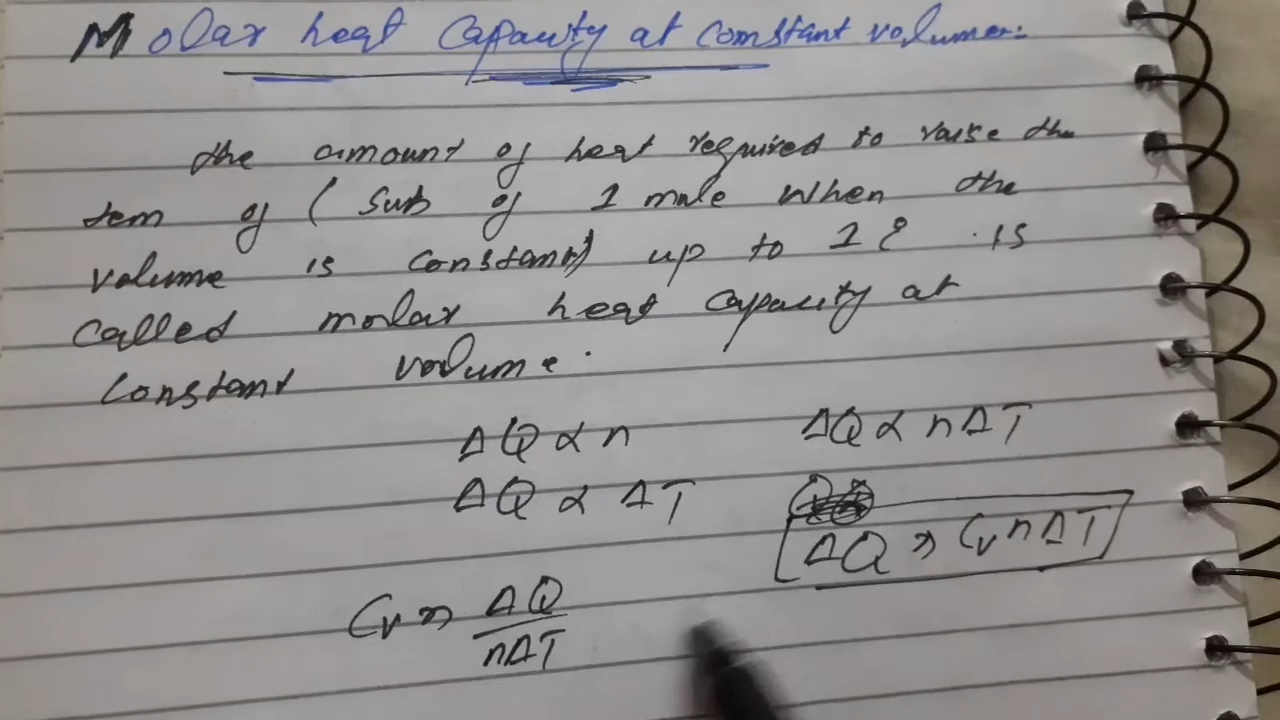 Molar heat Capacity at constant volume:
the amount of heat required to raise the
tem of ( Sub of 1 mole when the
volume is constant) up to 1 is
called molar heat capacity at
constant volume.
ΔQ ∝ n ΔQ ∝ nΔT
ΔQ ∝ ΔT
ΔQ = CvnΔT
Cv = ΔQ
nΔT